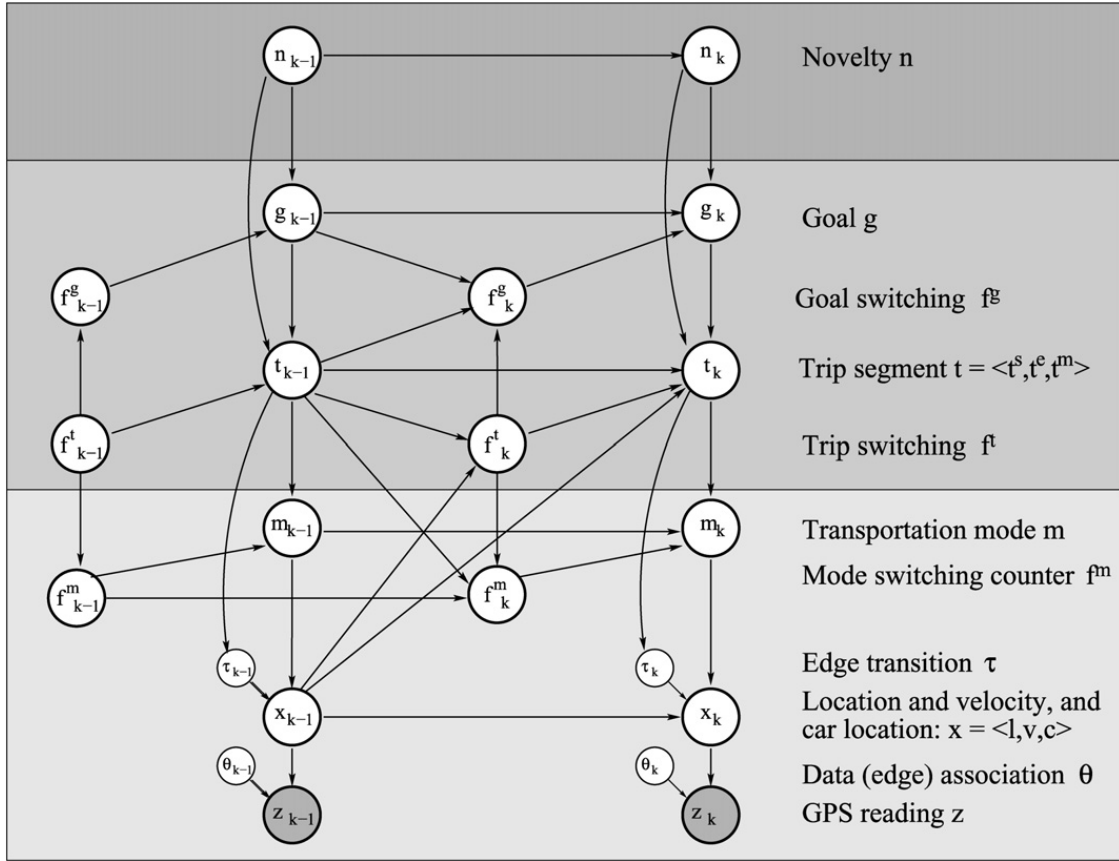 n k−1
n k
Novelty n
g k−1
g k
Goal g
f^g k−1
f^g k
Goal switching f^g
t k−1
t k
Trip segment t = <t^s,t^e,t^m>
f^t k−1
f^t k
Trip switching f^t
m k−1
m k
Transportation mode m
f^m k−1
f^m k
Mode switching counter f^m
τ k−1
τ k
Edge transition τ
x k−1
x k
Location and velocity, and
car location: x = <l,v,c>
θ k−1
θ k
Data (edge) association θ
z k−1
z k
GPS reading z